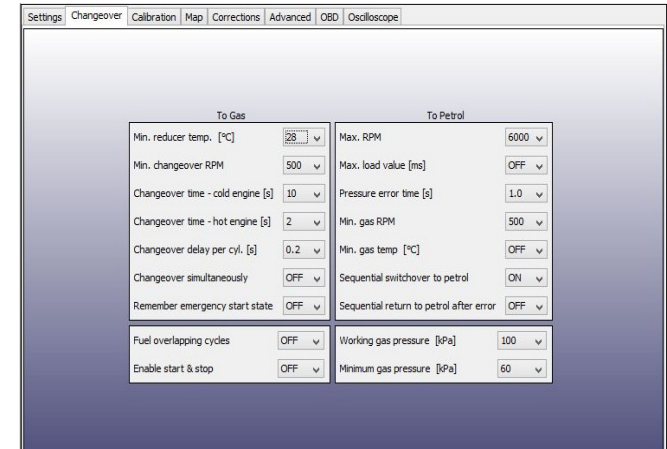 Settings Changeover Calibration Map Corrections Advanced OBD Oscilloscope
To Gas
Min. reducer temp. [°C] 28
Min. changeover RPM 500
Changeover time - cold engine [s] 10
Changeover time - hot engine [s] 2
Changeover delay per cyl. [s] 0.2
Changeover simultaneously OFF
Remember emergency start state OFF
Fuel overlapping cycles OFF
Enable start & stop OFF
To Petrol
Max. RPM 6000
Max. load value [ms] OFF
Pressure error time [s] 1.0
Min. gas RPM 500
Min. gas temp [°C] OFF
Sequential switchover to petrol ON
Sequential return to petrol after error OFF
Working gas pressure [kPa] 100
Minimum gas pressure [kPa] 60